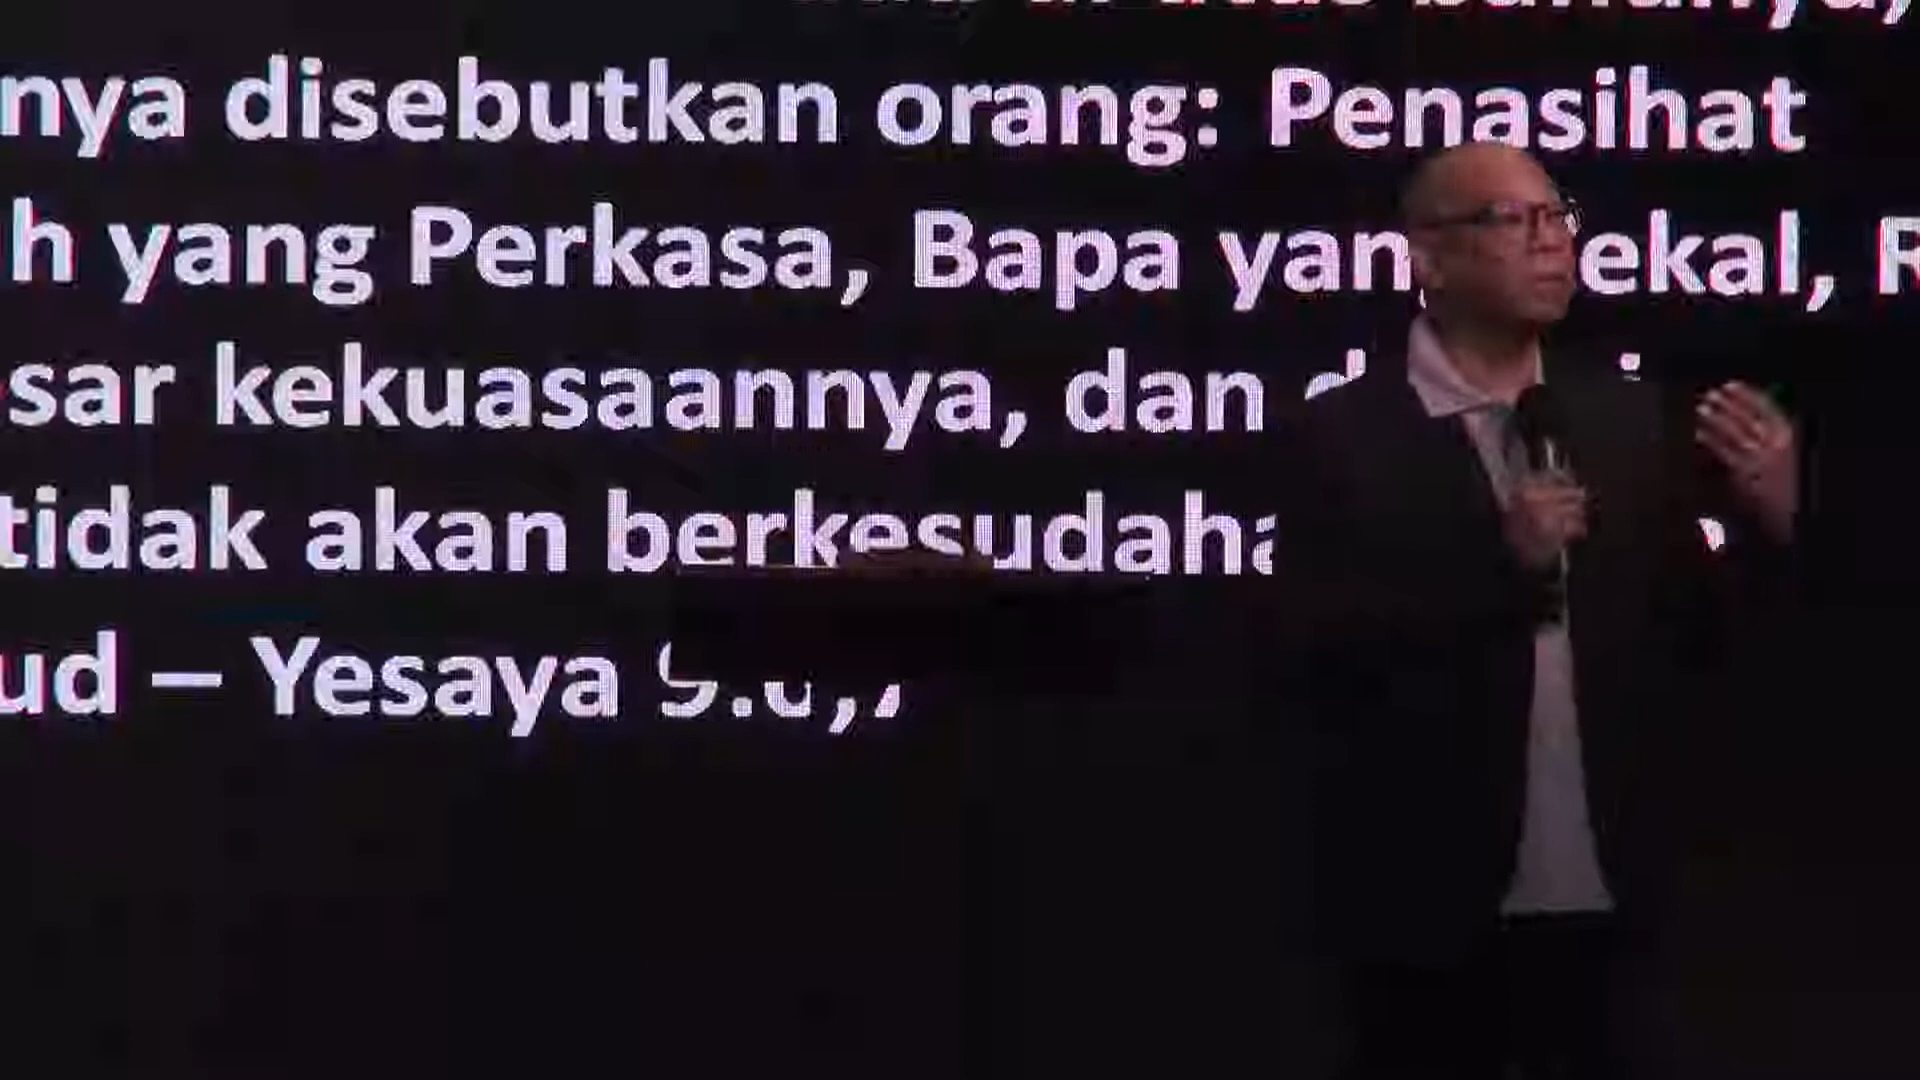 nya disebutkan orang: Penasihat
h yang Perkasa, Bapa yang ekal, R
sar kekuasaannya, dan
tidak akan berkesudaha
ud – Yesaya